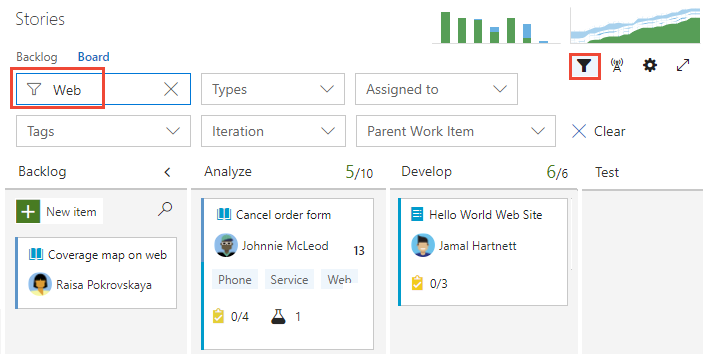 Stories
Backlog Board
Web
Types
Assigned to
Tags
Iteration
Parent Work Item
Clear
Backlog
Analyze 5/10
Develop 6/6
Test
New item
Coverage map on web
Raisa Pokrovskaya
Cancel order form
Johnnie McLeod 13
Phone Service Web
0/4 1
Hello World Web Site
Jamal Hartnett
0/3